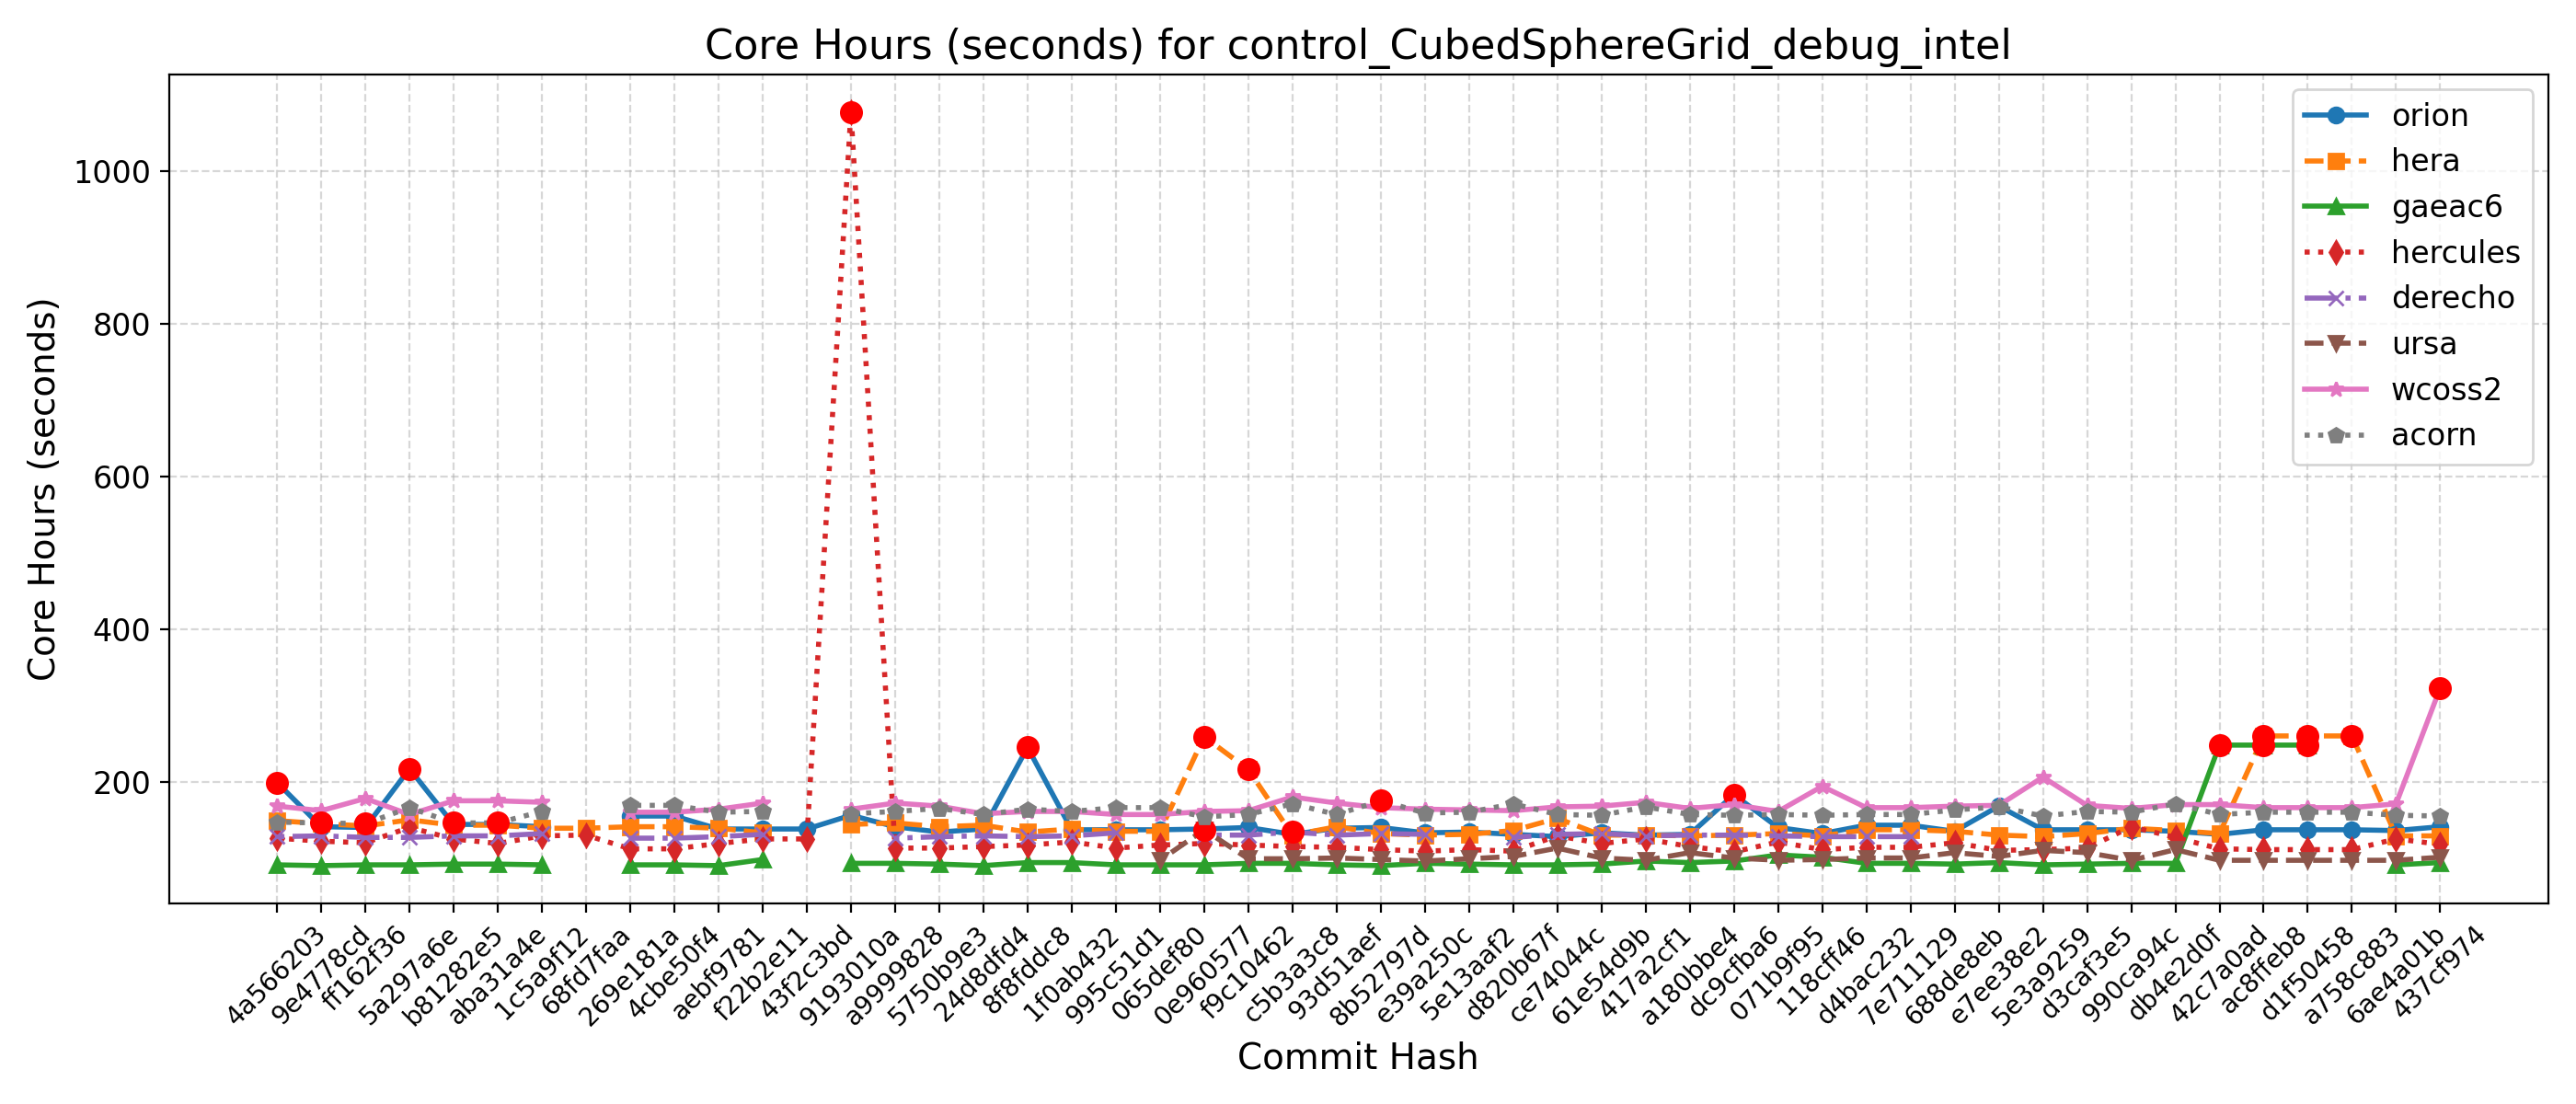 Core Hours (seconds) for control_CubedSphereGrid_debug_intel
Core Hours (seconds)
1000
800
600
400
200
orion
hera
gaeac6
hercules
derecho
ursa
wcoss2
acorn
4a566203
9e4778cd
ff162f36
5a297a6e
b81282e5
aba31a4e
1c5a9f12
68fd7faa
269e181a
4cbe50f4
aebf9781
f22b2e11
43f2c3bd
9193010a
a9999828
5750b9e3
24d8dfd4
8f8fddc8
1f0ab432
995c51d1
065def80
0e960577
f9c10462
c5b3a3c8
93d51aef
8b52797d
e39a250c
5e13aaf2
d820b67f
ce74044c
61e54d9b
417a2cf1
a180bbe4
dc9cfba6
071b9f95
118cff46
d4bac232
7e711129
688de8eb
e7ee38e2
5e3a9259
d3caf3e5
990ca94c
db4e2d0f
42c7a0ad
ac8ffeb8
d1f50458
a758c883
6ae4a01b
437cf974
Commit Hash